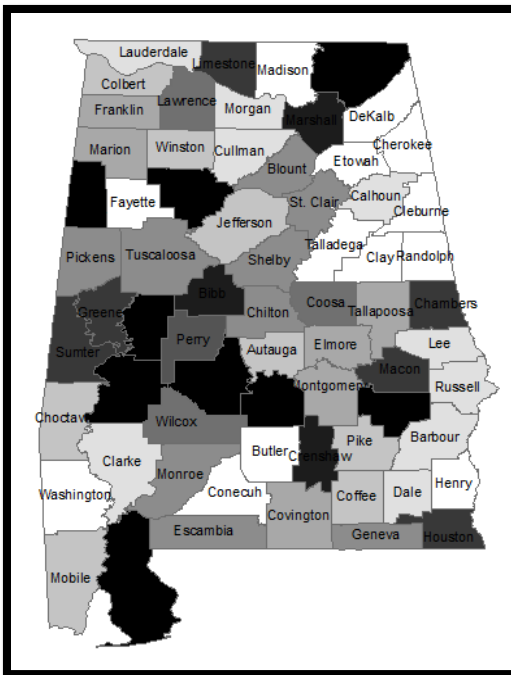 Lauderdale
Limestone
Madison
Colbert
Lawrence
Franklin
Morgan
Marshall
DeKalb
Cherokee
Marion
Winston
Cullman
Etowah
Blount
Fayette
St. Clair
Calhoun
Cleburne
Jefferson
Talladega
Clay
Randolph
Pickens
Tuscaloosa
Shelby
Bibb
Coosa
Chambers
Greene
Chilton
Tallapoosa
Perry
Elmore
Lee
Sumter
Autauga
Macon
Montgomery
Russell
Choctaw
Wilcox
Pike
Barbour
Butler
Crenshaw
Clarke
Monroe
Henry
Washington
Conecuh
Coffee
Dale
Covington
Escambia
Geneva
Houston
Mobile